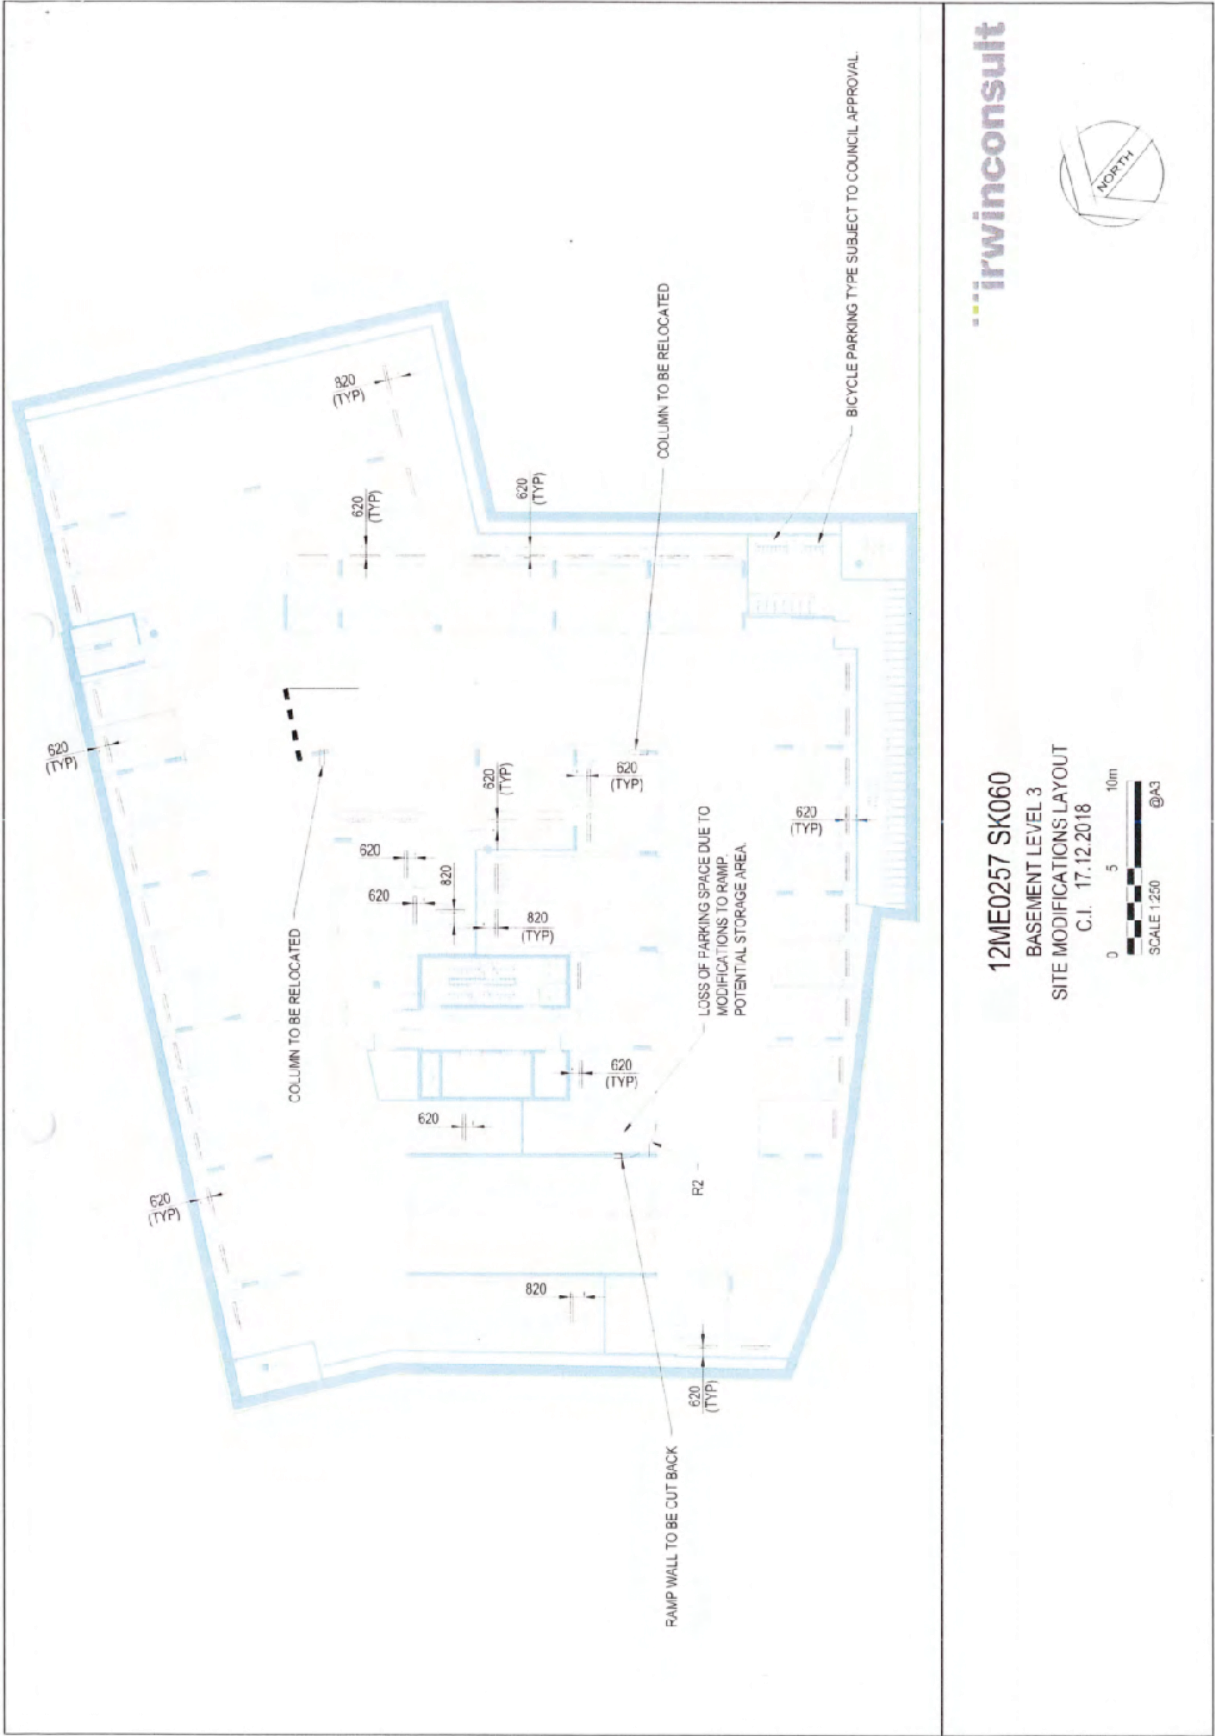 620
(TYP)
620
(TYP)
COLUMN TO BE RELOCATED
820
(TYP)
620
(TYP)
620
620
620
820
620
(TYP)
620
(TYP)
820
820
(TYP)
620
(TYP)
620
(TYP)
COLUMN TO BE RELOCATED
RAMP WALL TO BE CUT BACK
620
(TYP)
R2
LOSS OF PARKING SPACE DUE TO
MODIFICATIONS TO RAMP.
POTENTIAL STORAGE AREA.
620
(TYP)
BICYCLE PARKING TYPE SUBJECT TO COUNCIL APPROVAL.
12ME0257 SK060
BASEMENT LEVEL 3
SITE MODIFICATIONS LAYOUT
C.I. 17.12.2018
0 5 10m
SCALE 1:250 @A3
irwinconsult
NORTH